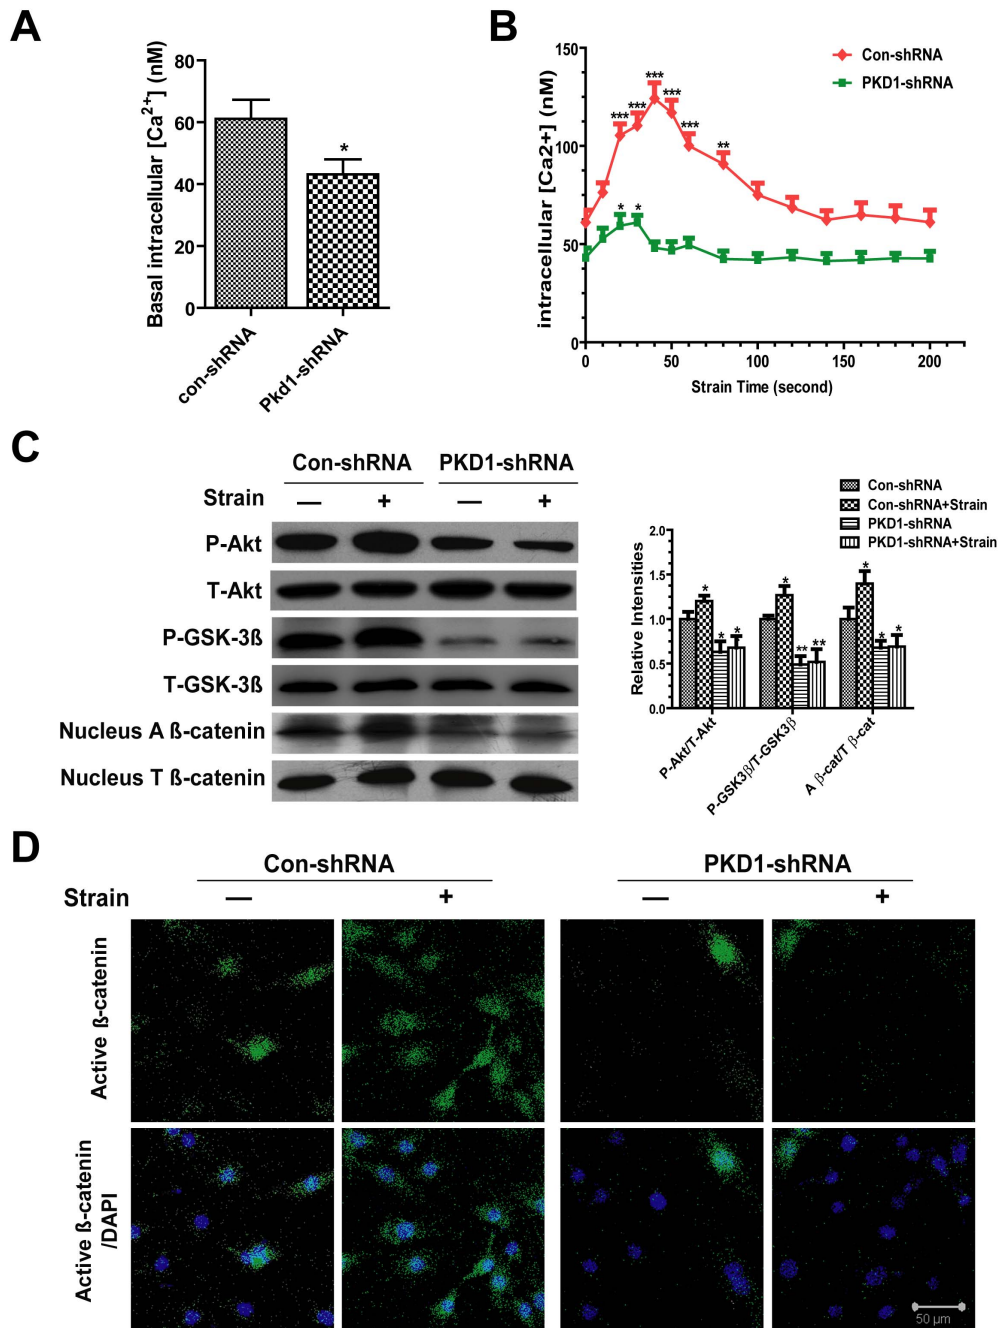 A
Basal intracellular [Ca²⁺] (nM)
80
60
40
20
0
*
con-shRNA
Pkd1-shRNA
B
intracellular [Ca2+] (nM)
150
100
50
0
Con-shRNA
PKD1-shRNA
***
***
***
***
***
**
*
*
0
50
100
150
200
Strain Time (second)
C
Con-shRNA
PKD1-shRNA
Strain
—
+
—
+
P-Akt
T-Akt
P-GSK-3ß
T-GSK-3ß
Nucleus A ß-catenin
Nucleus T ß-catenin
Con-shRNA
Con-shRNA+Strain
PKD1-shRNA
PKD1-shRNA+Strain
Relative Intensities
2.0
1.5
1.0
0.5
0.0
*
*
*
*
**
**
*
*
*
P-Akt/T-Akt
P-GSK3β/T-GSK3β
A β-cat/T β-cat
D
Con-shRNA
PKD1-shRNA
Strain
—
+
—
+
Active ß-catenin
Active ß-catenin
/DAPI
50 µm